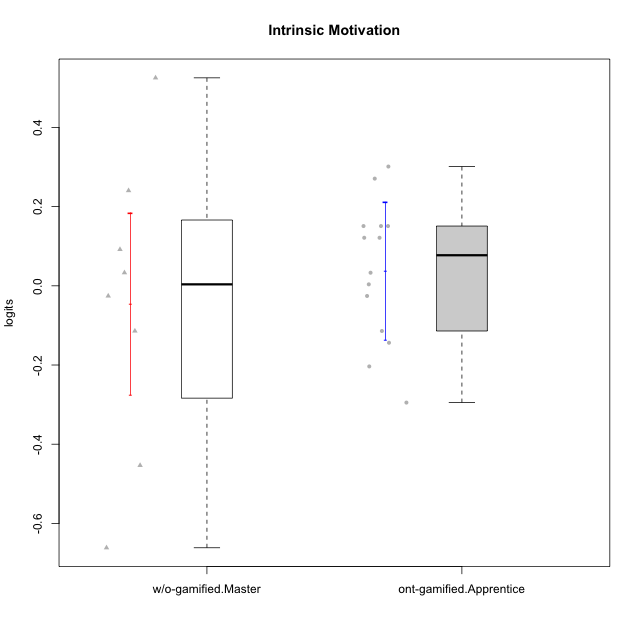 Intrinsic Motivation
logits
0.4
0.2
0.0
-0.2
-0.4
-0.6
w/o-gamified.Master
ont-gamified.Apprentice